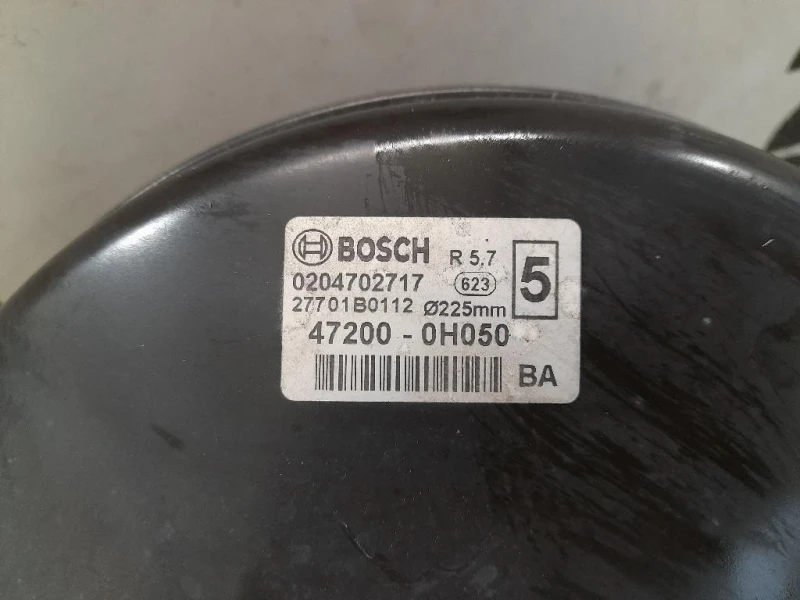 BOSCH R 5.7 5
0204702717 623
27701B0112 Ø225mm
47200 - 0H050
BA